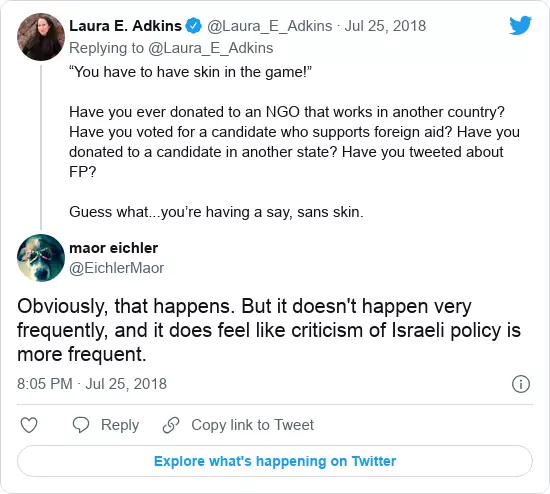 Laura E. Adkins @Laura_E_Adkins · Jul 25, 2018
Replying to @Laura_E_Adkins
“You have to have skin in the game!”
Have you ever donated to an NGO that works in another country?
Have you voted for a candidate who supports foreign aid? Have you
donated to a candidate in another state? Have you tweeted about
FP?
Guess what...you’re having a say, sans skin.
maor eichler
@EichlerMaor
Obviously, that happens. But it doesn't happen very
frequently, and it does feel like criticism of Israeli policy is
more frequent.
8:05 PM · Jul 25, 2018
Reply Copy link to Tweet
Explore what's happening on Twitter